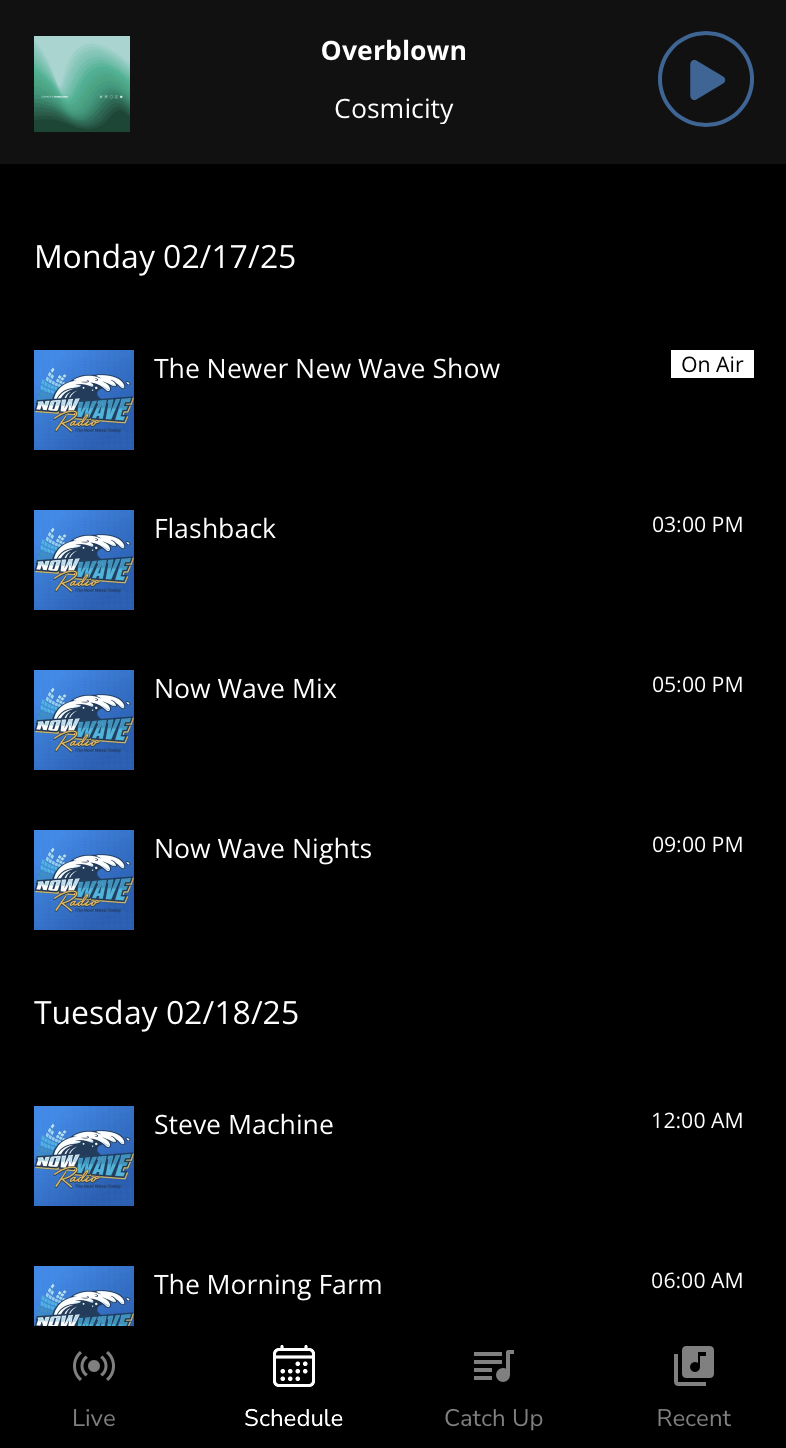 Overblown
Cosmicity
Monday 02/17/25
NOW WAVE
Radio
The Newer New Wave Show
On Air
NOW WAVE
Radio
Flashback
03:00 PM
NOW WAVE
Radio
Now Wave Mix
05:00 PM
NOW WAVE
Radio
Now Wave Nights
09:00 PM
Tuesday 02/18/25
NOW WAVE
Radio
Steve Machine
12:00 AM
NOW WAVE
The Morning Farm
06:00 AM
Live
Schedule
Catch Up
Recent